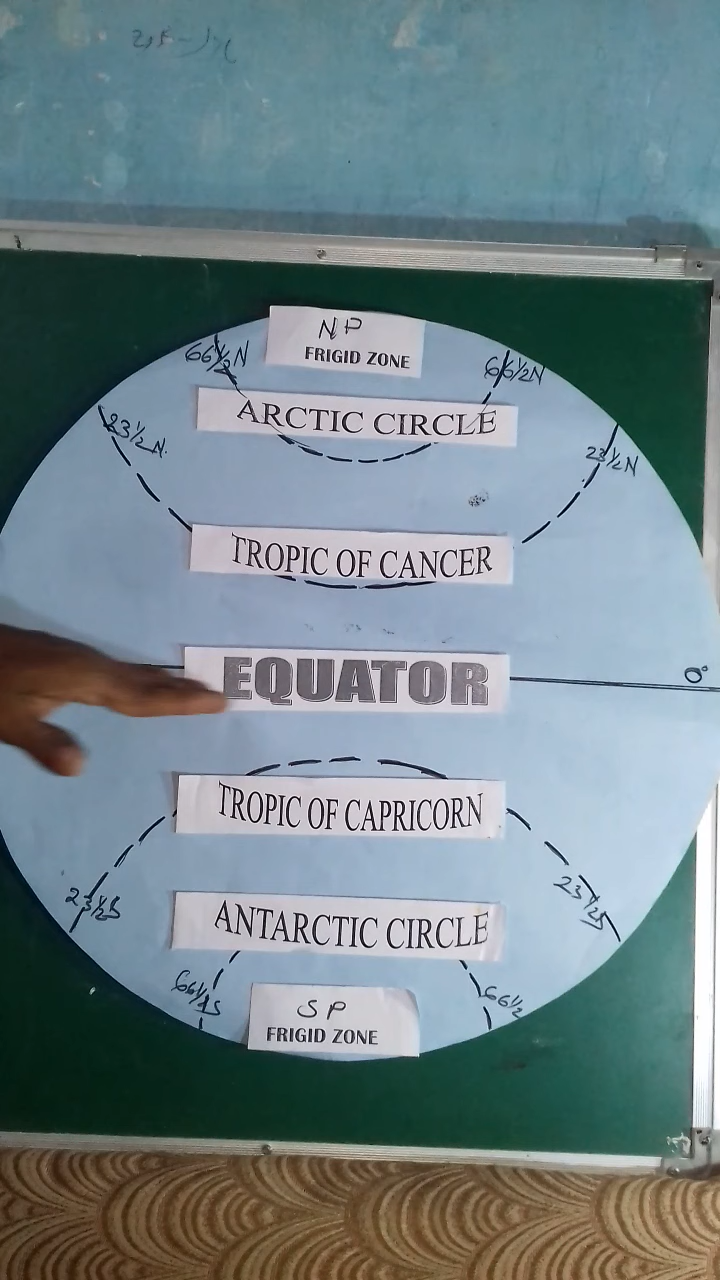 NP
FRIGID ZONE
66½N
66½N
ARCTIC CIRCLE
23½N
23½N
TROPIC OF CANCER
EQUATOR
0°
TROPIC OF CAPRICORN
23½S
23½S
ANTARCTIC CIRCLE
66½S
66½
SP
FRIGID ZONE